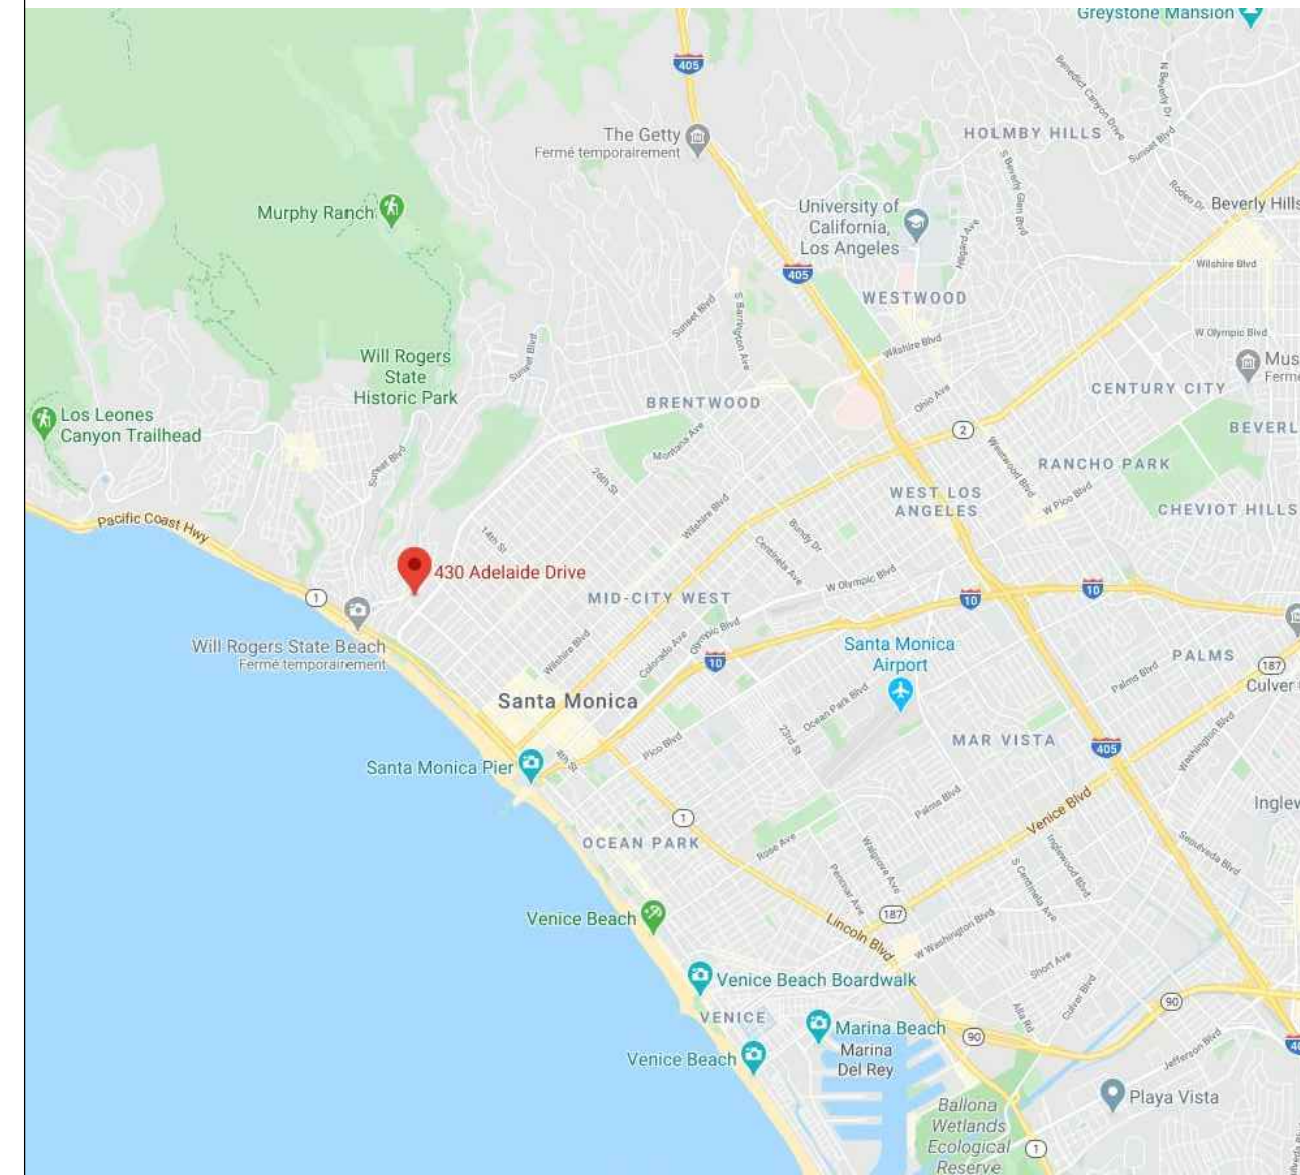 Greystone Mansion
405
Benedict Canyon Drive
N Beverly Dr
The Getty
Fermé temporairement
HOLMBY HILLS
Sunset Blvd
S Beverly Glen Blvd
Rodeo Dr
Murphy Ranch
University of
California,
Los Angeles
Hilgard Ave
Beverly Hills
405
Wilshire Blvd
WESTWOOD
Sunset Blvd
S Barrington Ave
W Olympic Blvd
Sunset Blvd
Wilshire Blvd
Will Rogers
State
Historic Park
Mus
Ferme
CENTURY CITY
BRENTWOOD
Ohio Ave
Los Leones
Canyon Trailhead
Montana Ave
2
BEVERL
Sunset Blvd
26th St
Westwood Blvd
RANCHO PARK
WEST LOS
ANGELES
W Pico Blvd
CHEVIOT HILLS
Pacific Coast Hwy
Wilshire Blvd
14th St
Bundy Dr
Centinela Ave
430 Adelaide Drive
W Olympic Blvd
1
MID-CITY WEST
10
10
Will Rogers State Beach
Fermé temporairement
Wilshire Blvd
Colorado Ave
Olympic Blvd
10
Santa Monica
Airport
PALMS
187
Palms Blvd
Culver
Santa Monica
Ocean Park Blvd
23rd St
Pico Blvd
MAR VISTA
405
Washington Blvd
4th St
Santa Monica Pier
Palms Blvd
Venice Blvd
Inglew
1
OCEAN PARK
Rose Ave
Walgrove Ave
Penmar Ave
S Centinela Ave
Inglewood Blvd
Sepulveda Blvd
Venice Beach
187
Lincoln Blvd
W Washington Blvd
Short Ave
Venice Beach Boardwalk
Culver Blvd
90
Alla Rd
VENICE
Marina Beach
Marina
Del Rey
90
Jefferson Blvd
40
Venice Beach
Playa Vista
Ballona
Wetlands
Ecological
Reserve
1